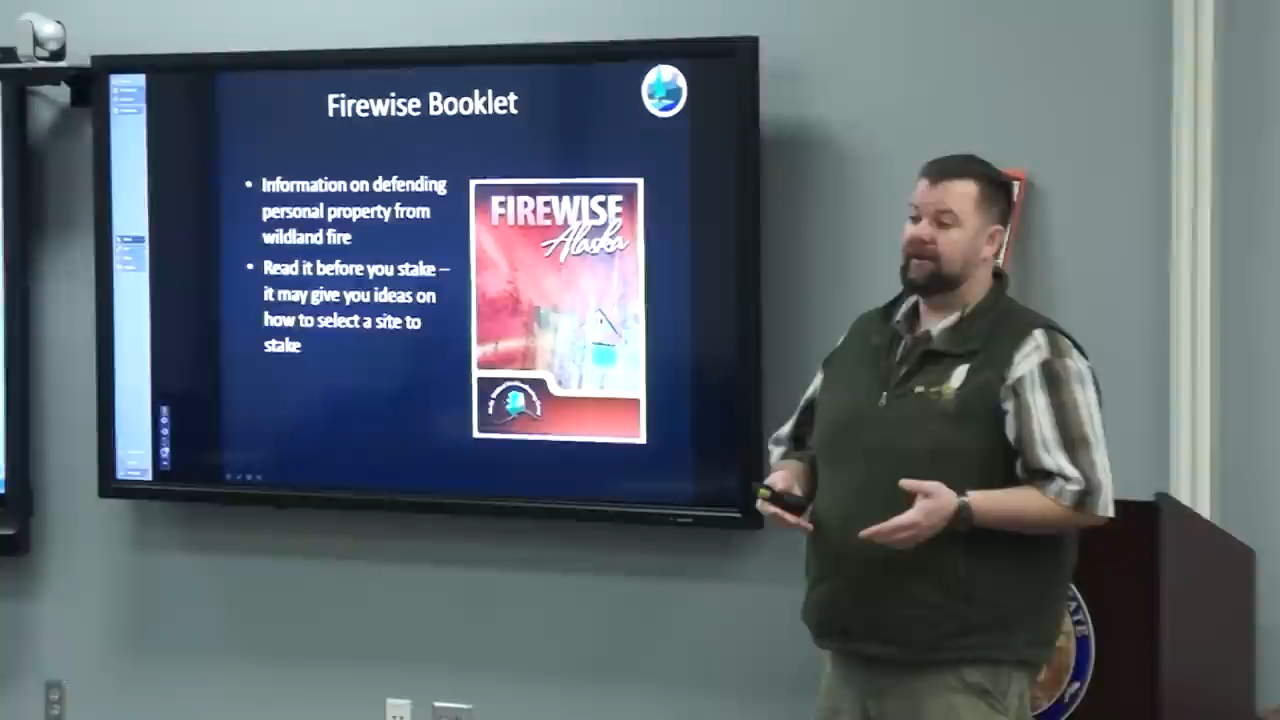 Firewise Booklet
• Information on defending
personal property from
wildland fire
• Read it before you stake –
it may give you ideas on
how to select a site to
stake
FIREWISE
Alaska
ATE